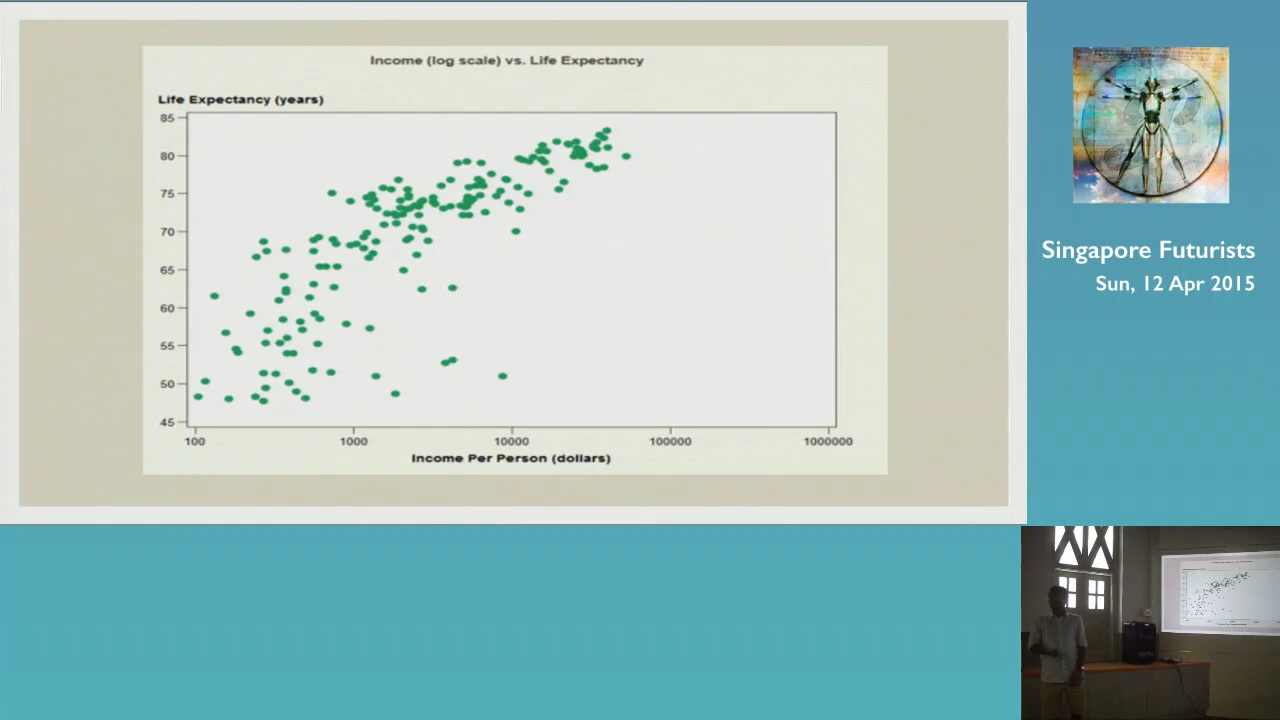 Income (log scale) vs. Life Expectancy
Life Expectancy (years)
85
80
75
70
65
60
55
50
45
100 1000 10000 100000 1000000
Income Per Person (dollars)
Singapore Futurists
Sun, 12 Apr 2015